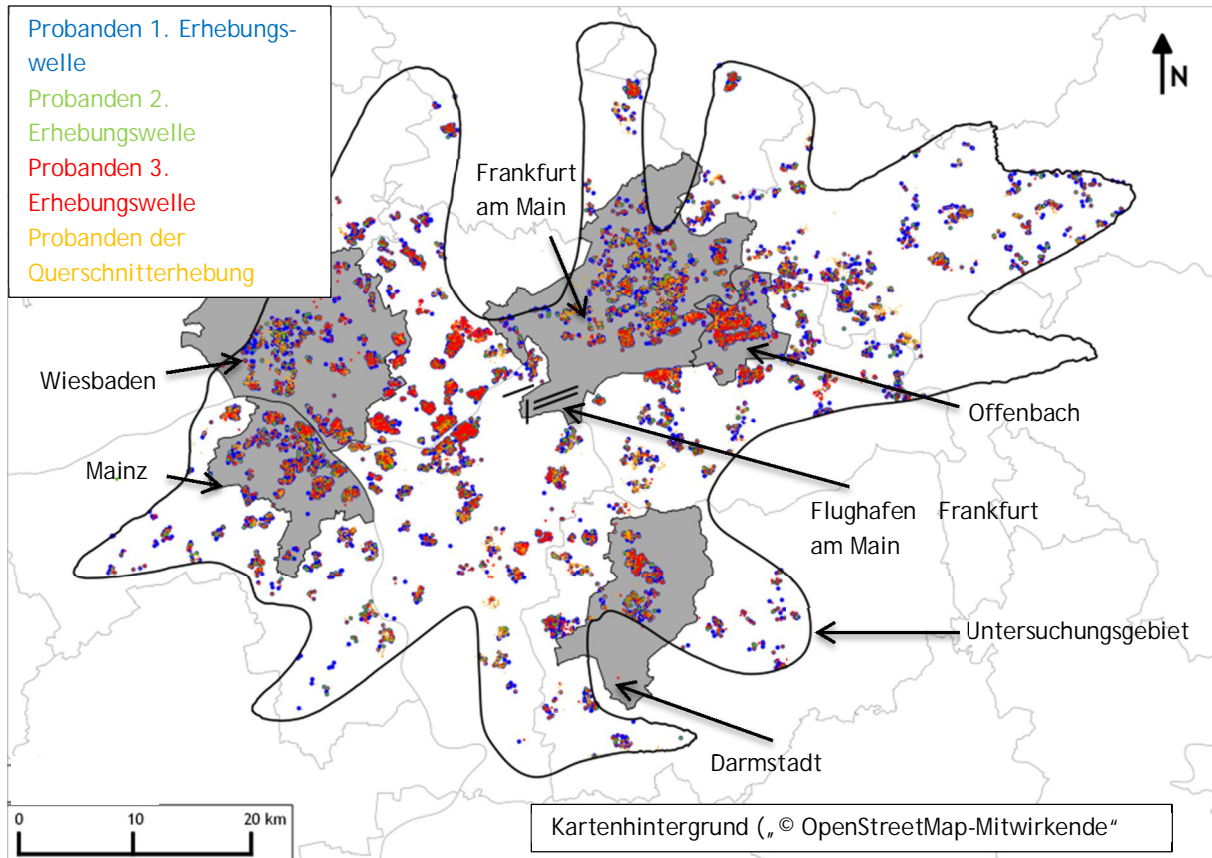 Probanden 1. Erhebungs-
welle
Probanden 2.
Erhebungswelle
Probanden 3.
Erhebungswelle
Probanden der
Querschnitterhebung
N
Frankfurt
am Main
Wiesbaden
Offenbach
Mainz
Flughafen Frankfurt
am Main
Untersuchungsgebiet
Darmstadt
0 10 20 km
Kartenhintergrund („© OpenStreetMap-Mitwirkende“